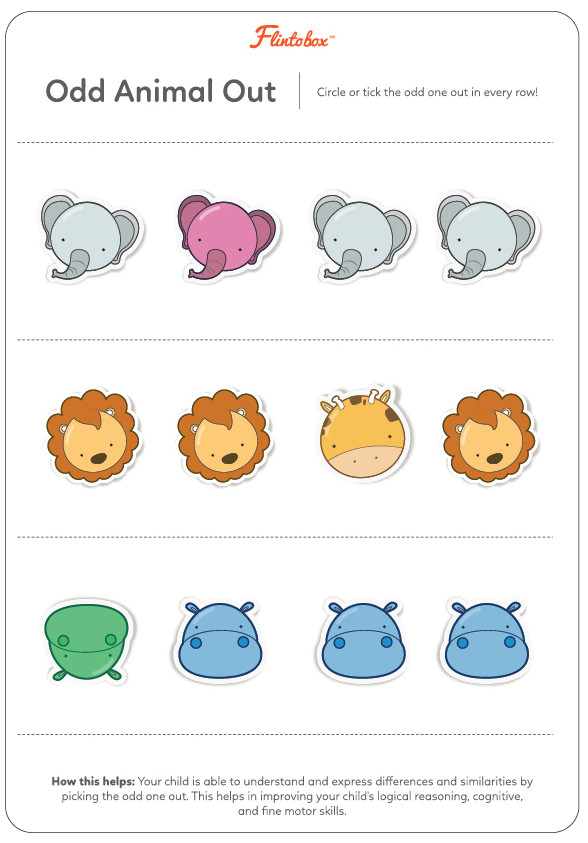 Flintobox™
Odd Animal Out
Circle or tick the odd one out in every row!
How this helps: Your child is able to understand and express differences and similarities by
picking the odd one out. This helps in improving your child's logical reasoning, cognitive,
and fine motor skills.